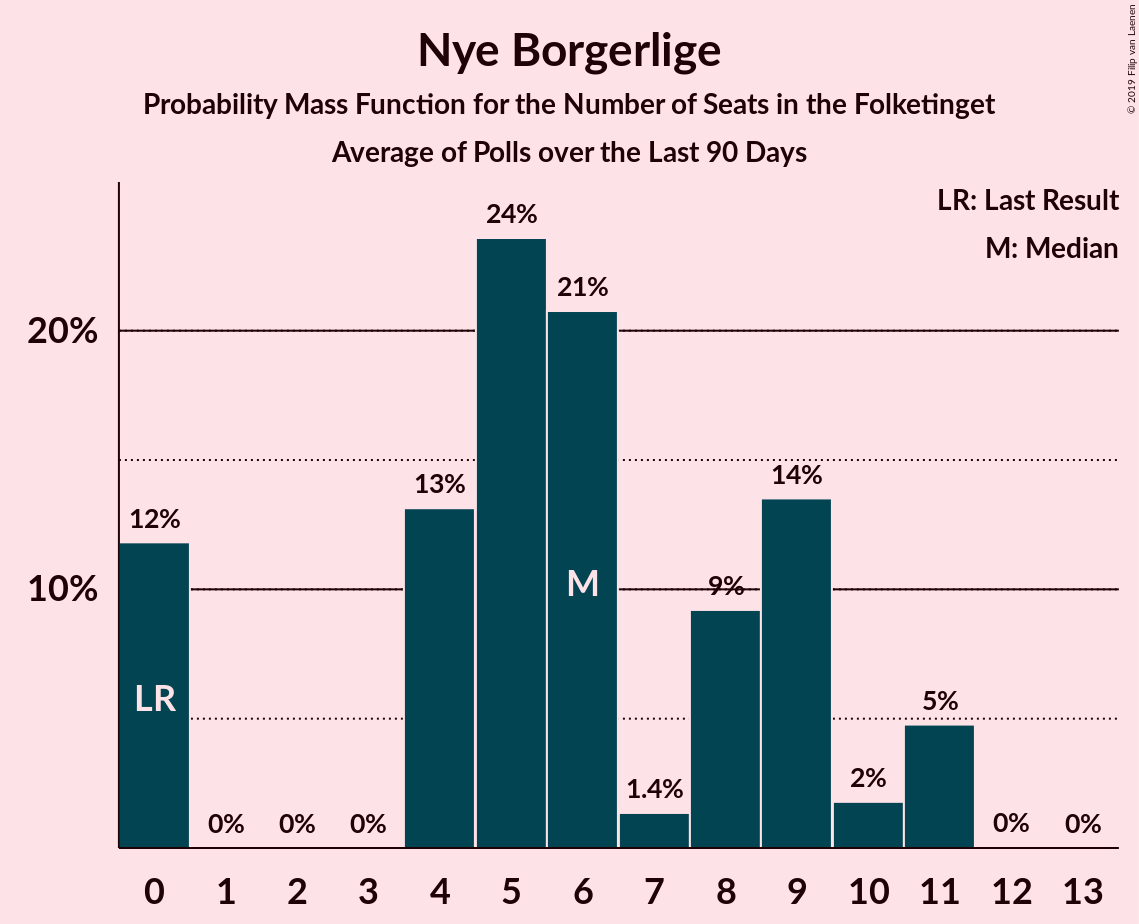 Nye Borgerlige
Probability Mass Function for the Number of Seats in the Folketinget
Average of Polls over the Last 90 Days
© 2019 Filip van Laenen
LR: Last Result
M: Median
20%
10%
12%
0%
0%
0%
13%
24%
21%
1.4%
9%
14%
2%
5%
0%
0%
LR
M
0 1 2 3 4 5 6 7 8 9 10 11 12 13